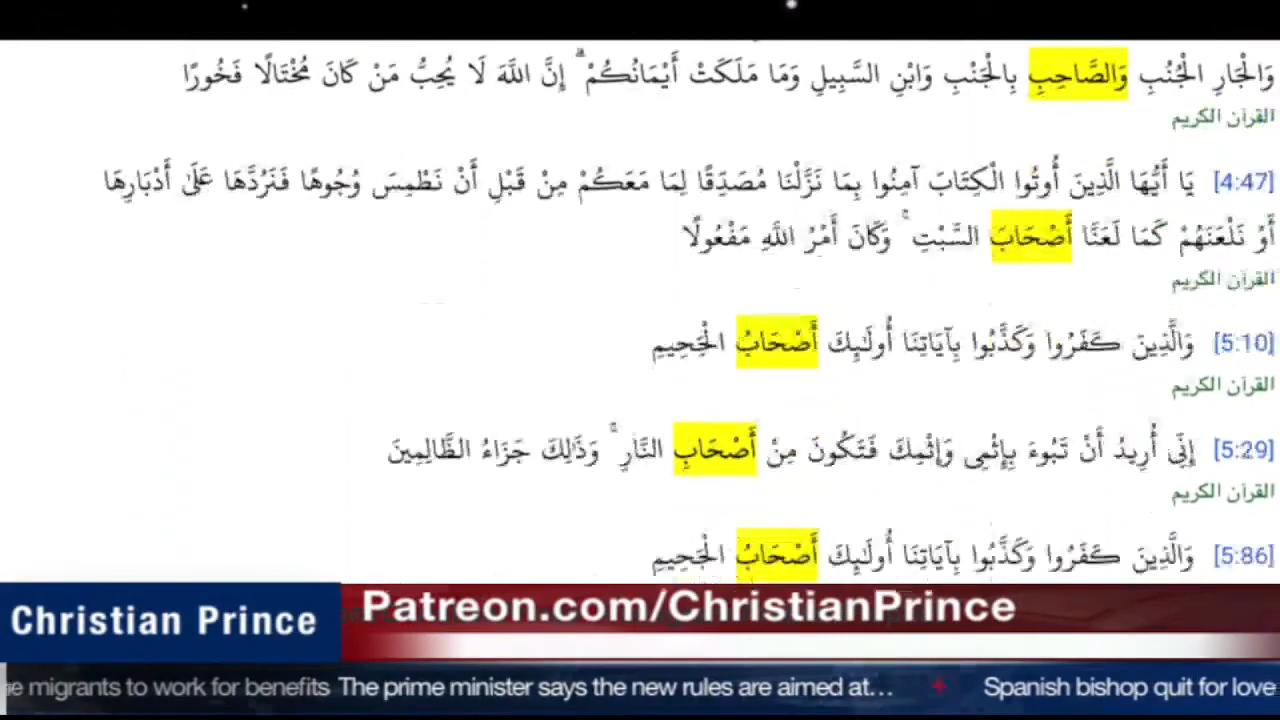 وَالْجَارِ الْجُنُبِ وَالصَّاحِبِ بِالْجَنْبِ وَابْنِ السَّبِيلِ وَمَا مَلَكَتْ أَيْمَانُكُمْ ۗ إِنَّ اللَّهَ لَا يُحِبُّ مَنْ كَانَ مُخْتَالًا فَخُورًا
القرآن الكريم
[4:47] يَا أَيُّهَا الَّذِينَ أُوتُوا الْكِتَابَ آمِنُوا بِمَا نَزَّلْنَا مُصَدِّقًا لِمَا مَعَكُمْ مِنْ قَبْلِ أَنْ نَطْمِسَ وُجُوهًا فَنَرُدَّهَا عَلَىٰ أَدْبَارِهَا
أَوْ نَلْعَنَهُمْ كَمَا لَعَنَّا أَصْحَابَ السَّبْتِ ۚ وَكَانَ أَمْرُ اللَّهِ مَفْعُولًا
القرآن الكريم
[5:10] وَالَّذِينَ كَفَرُوا وَكَذَّبُوا بِآيَاتِنَا أُولَٰئِكَ أَصْحَابُ الْجَحِيمِ
القرآن الكريم
[5:29] إِنِّي أُرِيدُ أَنْ تَبُوءَ بِإِثْمِي وَإِثْمِكَ فَتَكُونَ مِنْ أَصْحَابِ النَّارِ ۚ وَذَٰلِكَ جَزَاءُ الظَّالِمِينَ
القرآن الكريم
[5:86] وَالَّذِينَ كَفَرُوا وَكَذَّبُوا بِآيَاتِنَا أُولَٰئِكَ أَصْحَابُ الْجَحِيمِ
Christian Prince
Patreon.com/ChristianPrince
migrants to work for benefits The prime minister says the new rules are aimed at... Spanish bishop quit for love